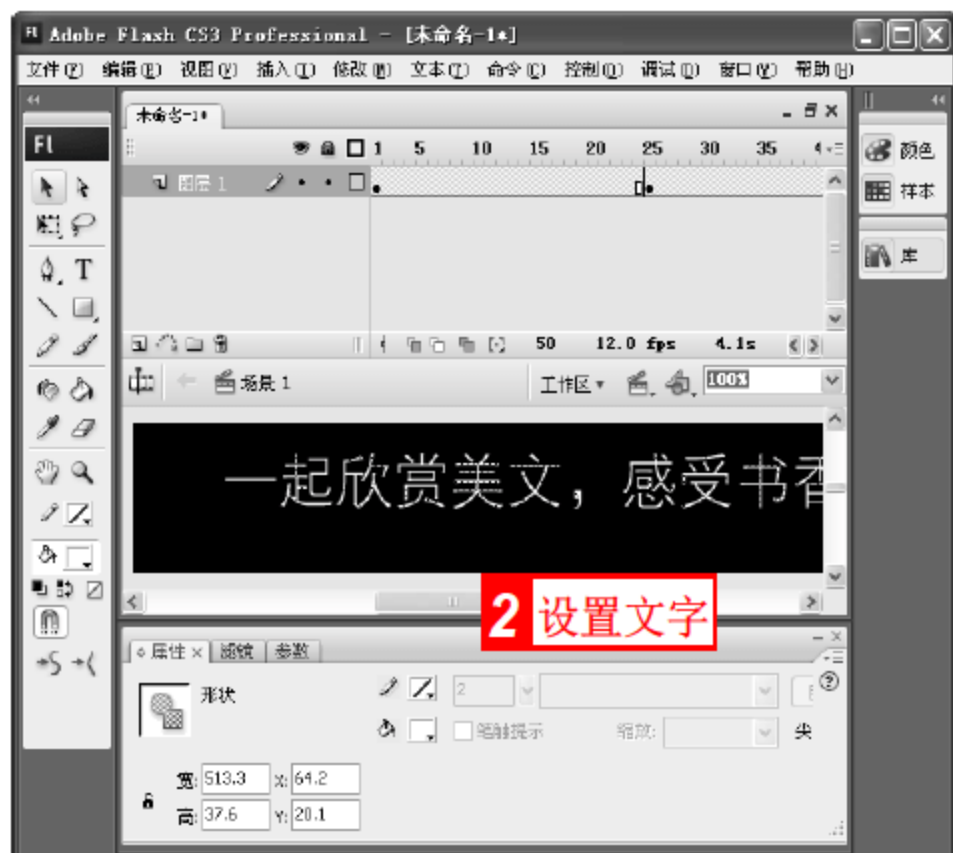 Adobe Flash CS3 Professional - [未命名-1*]
文件(F) 编辑(E) 视图(V) 插入(I) 修改(M) 文本(T) 命令(C) 控制(O) 调试(D) 窗口(W) 帮助(H)
未命名-1*
Fl
1 5 10 15 20 25 30 35 4
颜色
图层 1
样本
库
T
50 12.0 fps 4.1s
场景 1 工作区 100%
一起欣赏美文，感受书香
2 设置文字
属性 × 滤镜 参数
形状
2
笔触提示 缩放: 尖
宽: 513.3 X: 64.2
高: 37.6 Y: 20.1